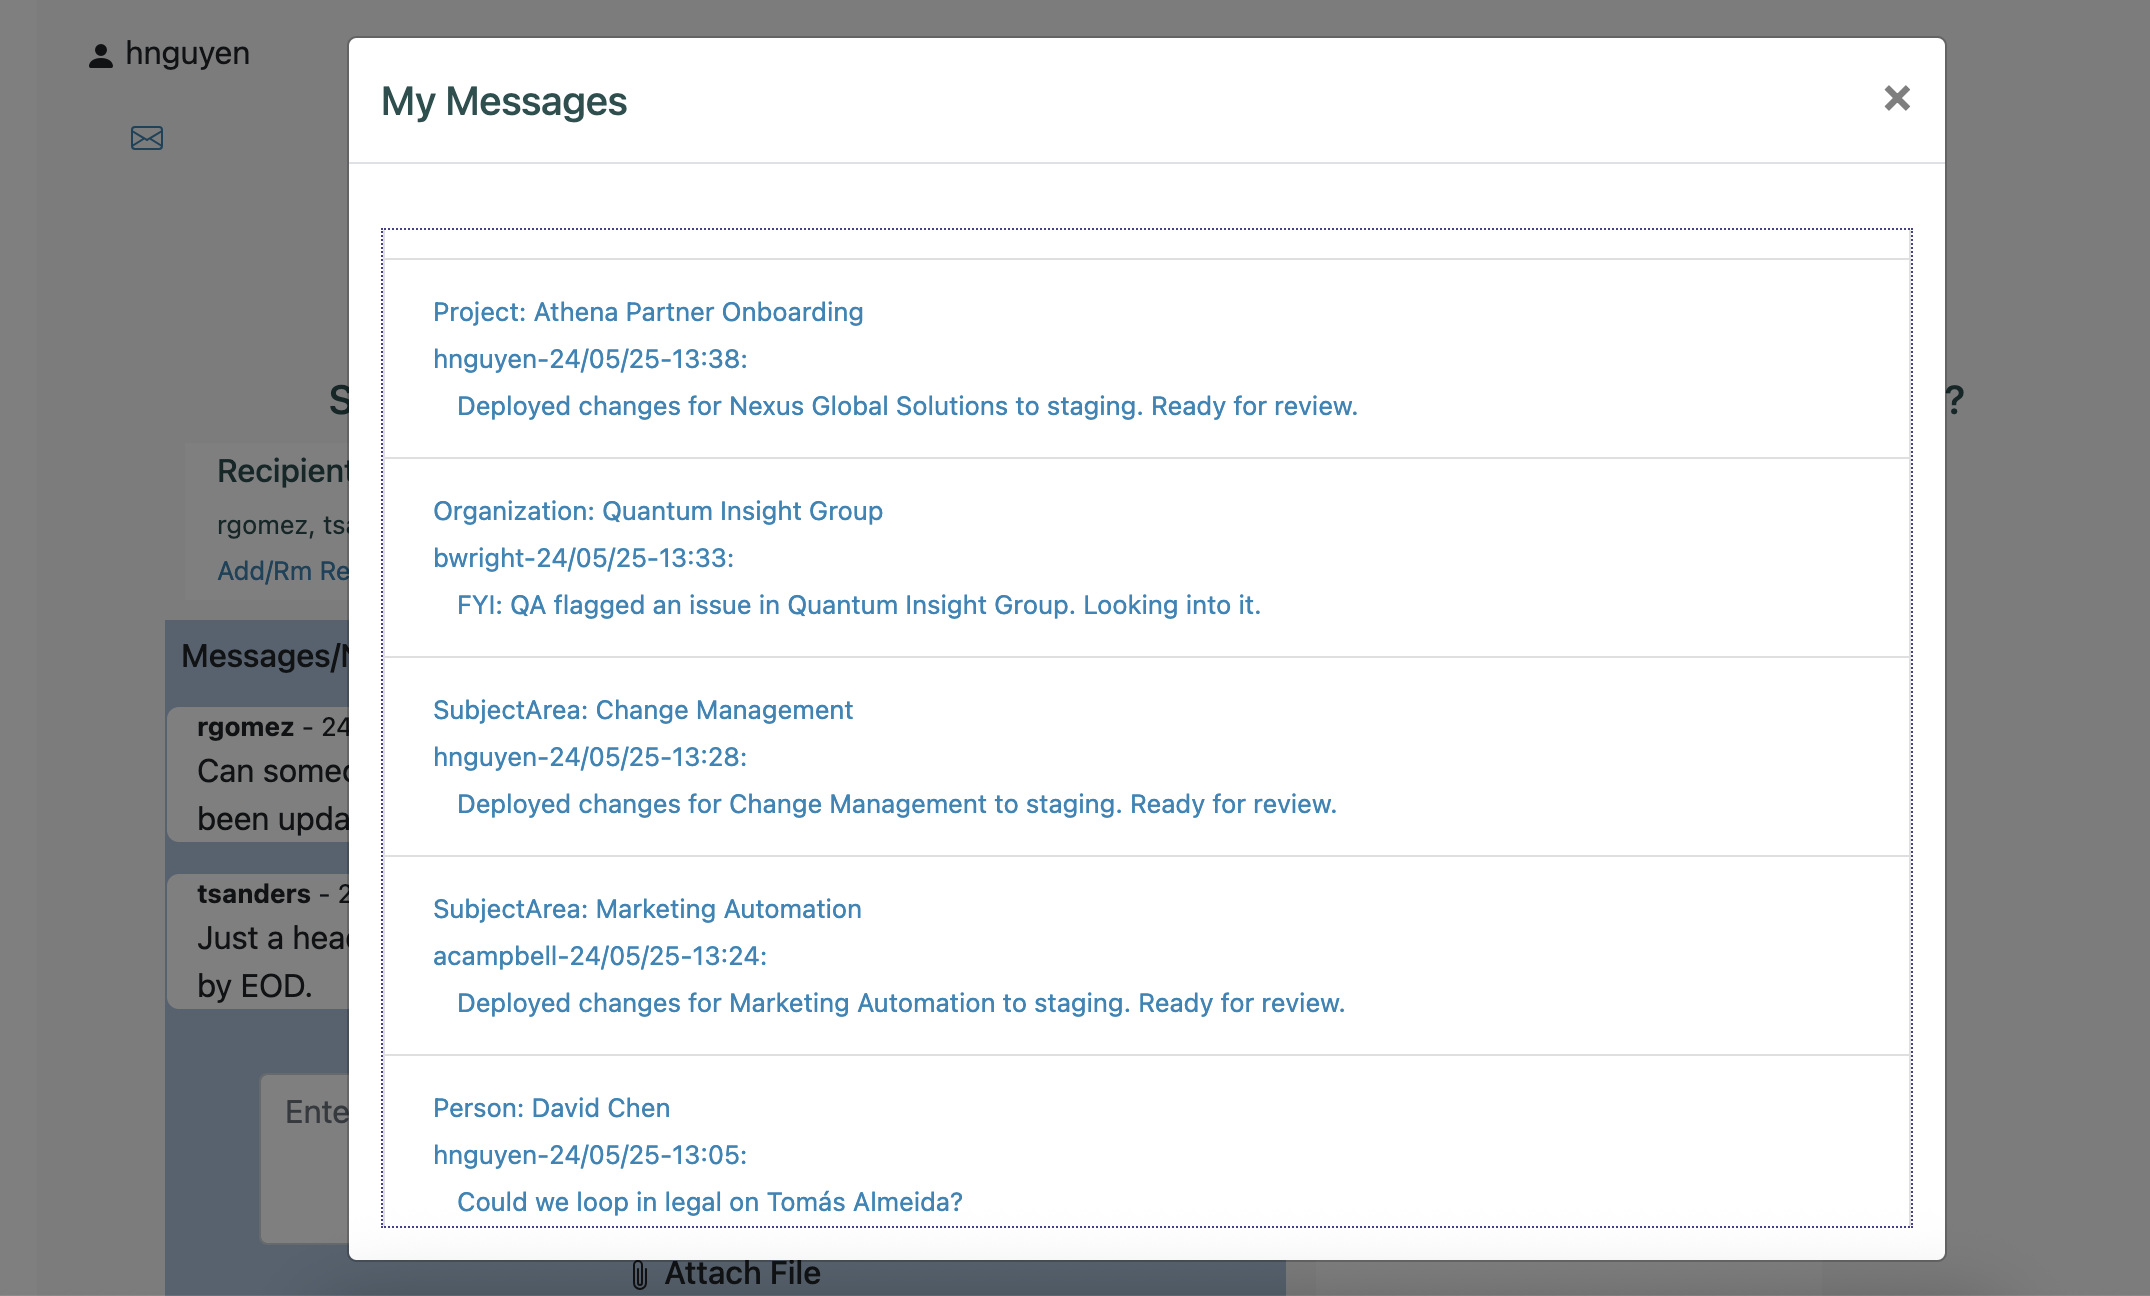 hnguyen
My Messages
Project: Athena Partner Onboarding
hnguyen-24/05/25-13:38:
Deployed changes for Nexus Global Solutions to staging. Ready for review.
Organization: Quantum Insight Group
bwright-24/05/25-13:33:
FYI: QA flagged an issue in Quantum Insight Group. Looking into it.
SubjectArea: Change Management
hnguyen-24/05/25-13:28:
Deployed changes for Change Management to staging. Ready for review.
SubjectArea: Marketing Automation
acampbell-24/05/25-13:24:
Deployed changes for Marketing Automation to staging. Ready for review.
Person: David Chen
hnguyen-24/05/25-13:05:
Could we loop in legal on Tomás Almeida?
S
?
Recipient
rgomez, tsa
Add/Rm Re
Messages/
rgomez - 24
Can some
been upda
tsanders - 2
Just a hea
by EOD.
Ente
Attach File